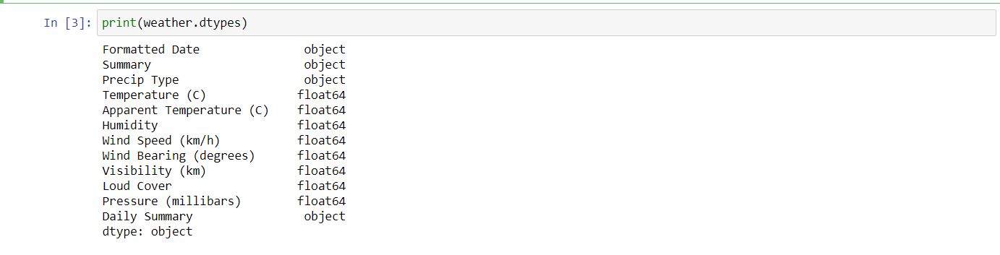 In [3]: print(weather.dtypes)
Formatted Date object
Summary object
Precip Type object
Temperature (C) float64
Apparent Temperature (C) float64
Humidity float64
Wind Speed (km/h) float64
Wind Bearing (degrees) float64
Visibility (km) float64
Loud Cover float64
Pressure (millibars) float64
Daily Summary object
dtype: object